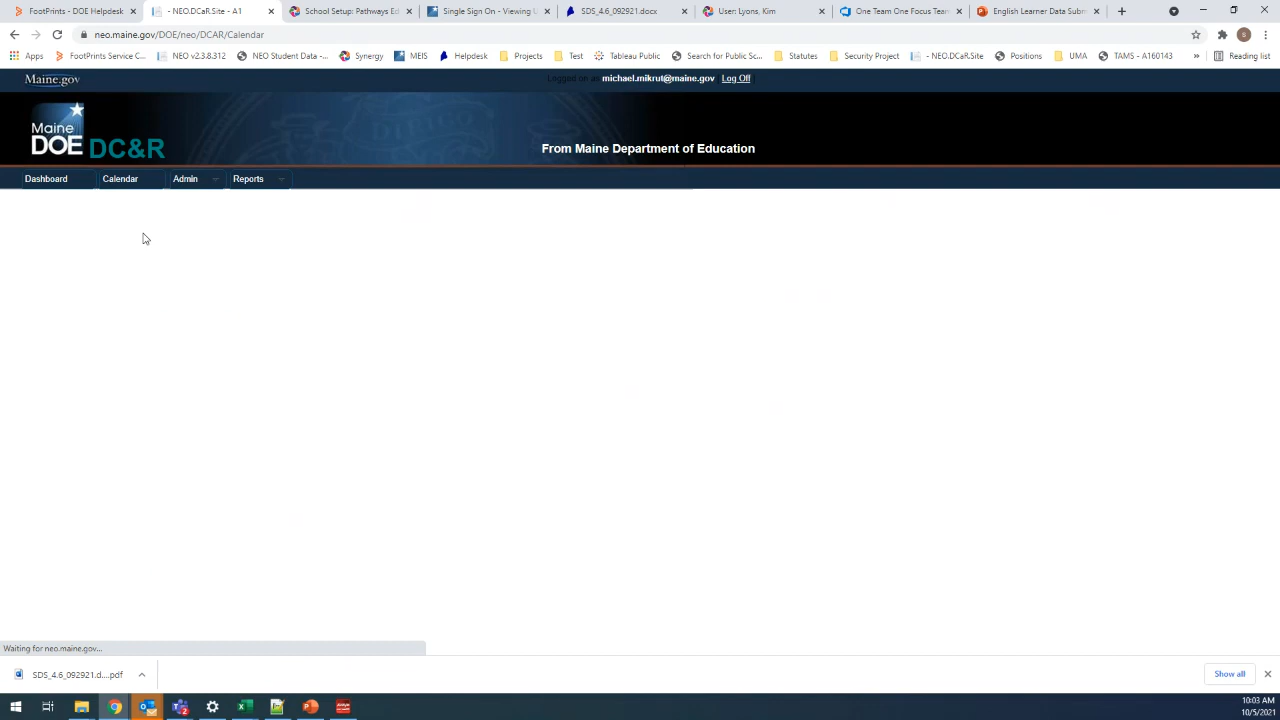 FootPrints - DOE Helpdesk
- NEO.DCaR.Site - A1
School Setup: Pathways Ed
Single Sign On - Viewing U
SDS_4.6_092921.docx
User: Lyons, Kim
One Team One Focus Team
English Learner Data Subm
neo.maine.gov/DOE/neo/DCAR/Calendar
S
Apps
FootPrints Service C...
NEO v2.3.8.312
NEO Student Data -...
Synergy
MEIS
Helpdesk
Projects
Test
Tableau Public
Search for Public Sc...
Statutes
Security Project
- NEO.DCaR.Site
Positions
UMA
TAMS - A160143
»
Reading list
Maine.gov
Logged on as michael.mikrut@maine.gov
Log Off
Maine
DOE DC&R
From Maine Department of Education
Dashboard
Calendar
Admin
Reports
Waiting for neo.maine.gov...
SDS_4.6_092921.d....pdf
Show all
10:03 AM
10/5/2021